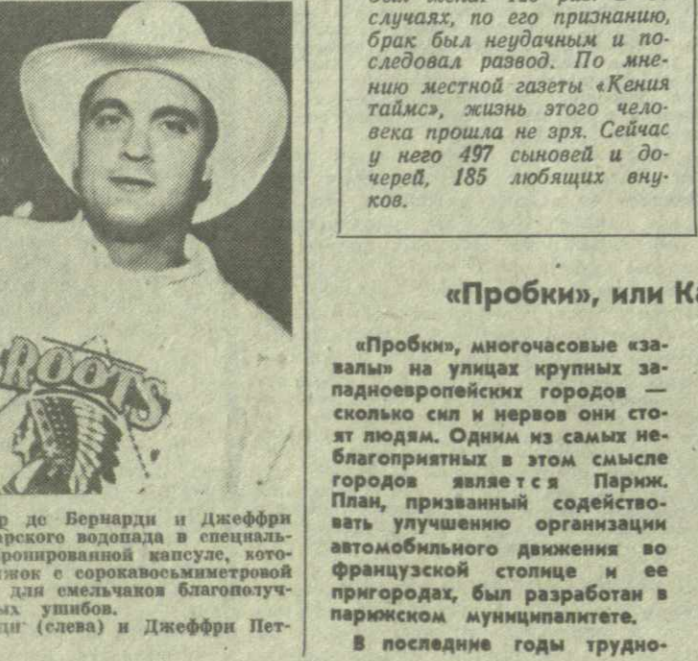 случаях, по его признанию,
брак был неудачным и по-
следовал развод. По мне-
нию местной газеты «Кения
таймс», жизнь этого чело-
века прошла не зря. Сейчас
у него 497 сыновей и до-
черей, 185 любящих вну-
ков.
«Пробки», или К
«Пробки», многочасовые «за-
валы» на улицах крупных за-
падноевропейских городов —
сколько сил и нервов они сто-
ят людям. Одним из самых не-
благоприятных в этом смысле
городов является Париж.
План, призванный содейство-
вать улучшению организации
автомобильного движения во
французской столице и ее
пригородах, был разработан в
парижском муниципалитете.
В последние годы трудно-
ROOTS
р де Бернарди и Джеффри
арского водопада в специаль-
ронированной капсуле, кото-
жок с сорокавосьмиметровой
для смельчаков благополуч-
ых ушибов.
ди (слева) и Джеффри Пет-